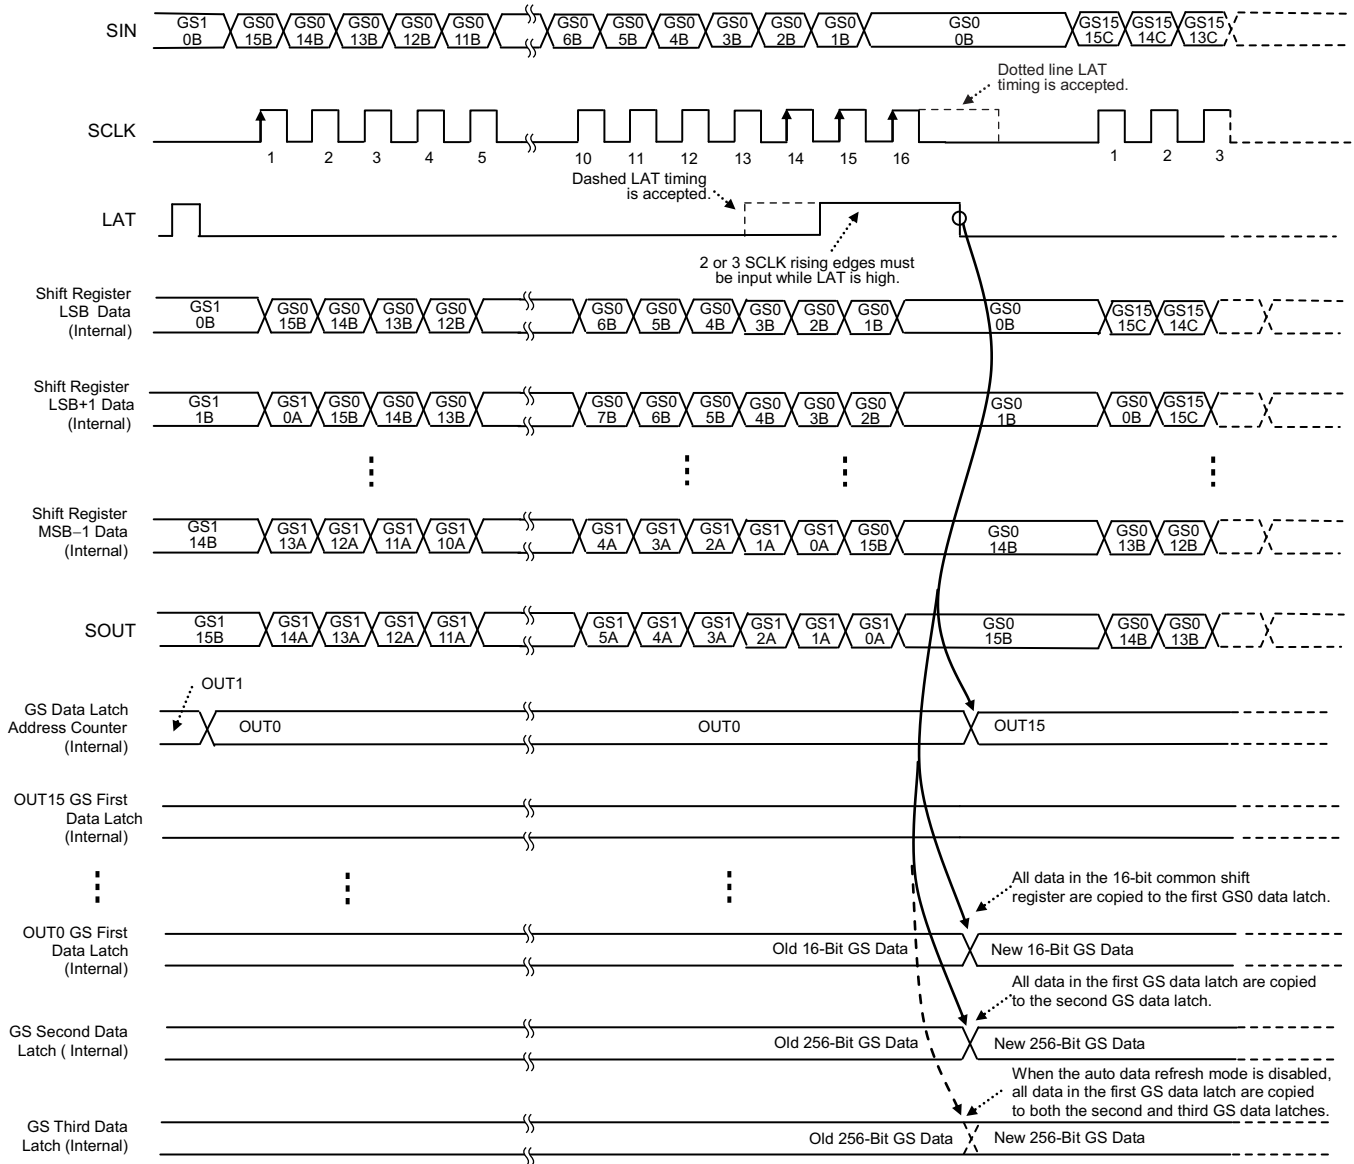 SIN
GS1 GS0 GS0 GS0 GS0 GS0 GS0 GS0 GS0 GS0 GS0 GS0 GS0 GS15 GS15 GS15
0B 15B 14B 13B 12B 11B 6B 5B 4B 3B 2B 1B 0B 15C 14C 13C
Dotted line LAT
timing is accepted.
SCLK
1 2 3 4 5 10 11 12 13 14 15 16 1 2 3
Dashed LAT timing
is accepted.
LAT
2 or 3 SCLK rising edges must
be input while LAT is high.
Shift Register
LSB Data
(Internal)
GS1 GS0 GS0 GS0 GS0 GS0 GS0 GS0 GS0 GS0 GS0 GS0 GS15 GS15
0B 15B 14B 13B 12B 6B 5B 4B 3B 2B 1B 0B 15C 14C
Shift Register
LSB+1 Data
(Internal)
GS1 GS1 GS0 GS0 GS0 GS0 GS0 GS0 GS0 GS0 GS0 GS0 GS0 GS15
1B 0A 15B 14B 13B 7B 6B 5B 4B 3B 2B 1B 0B 15C
Shift Register
MSB−1 Data
(Internal)
GS1 GS1 GS1 GS1 GS1 GS1 GS1 GS1 GS1 GS1 GS0 GS0 GS0 GS0
14B 13A 12A 11A 10A 4A 3A 2A 1A 0A 15B 14B 13B 12B
SOUT
GS1 GS1 GS1 GS1 GS1 GS1 GS1 GS1 GS1 GS1 GS1 GS0 GS0 GS0
15B 14A 13A 12A 11A 5A 4A 3A 2A 1A 0A 15B 14B 13B
OUT1
GS Data Latch
Address Counter
(Internal)
OUT0 OUT0 OUT15
OUT15 GS First
Data Latch
(Internal)
All data in the 16-bit common shift
register are copied to the first GS0 data latch.
OUT0 GS First
Data Latch
(Internal)
Old 16-Bit GS Data New 16-Bit GS Data
All data in the first GS data latch are copied
to the second GS data latch.
GS Second Data
Latch ( Internal)
Old 256-Bit GS Data New 256-Bit GS Data
When the auto data refresh mode is disabled,
all data in the first GS data latch are copied
to both the second and third GS data latches.
GS Third Data
Latch (Internal)
Old 256-Bit GS Data New 256-Bit GS Data